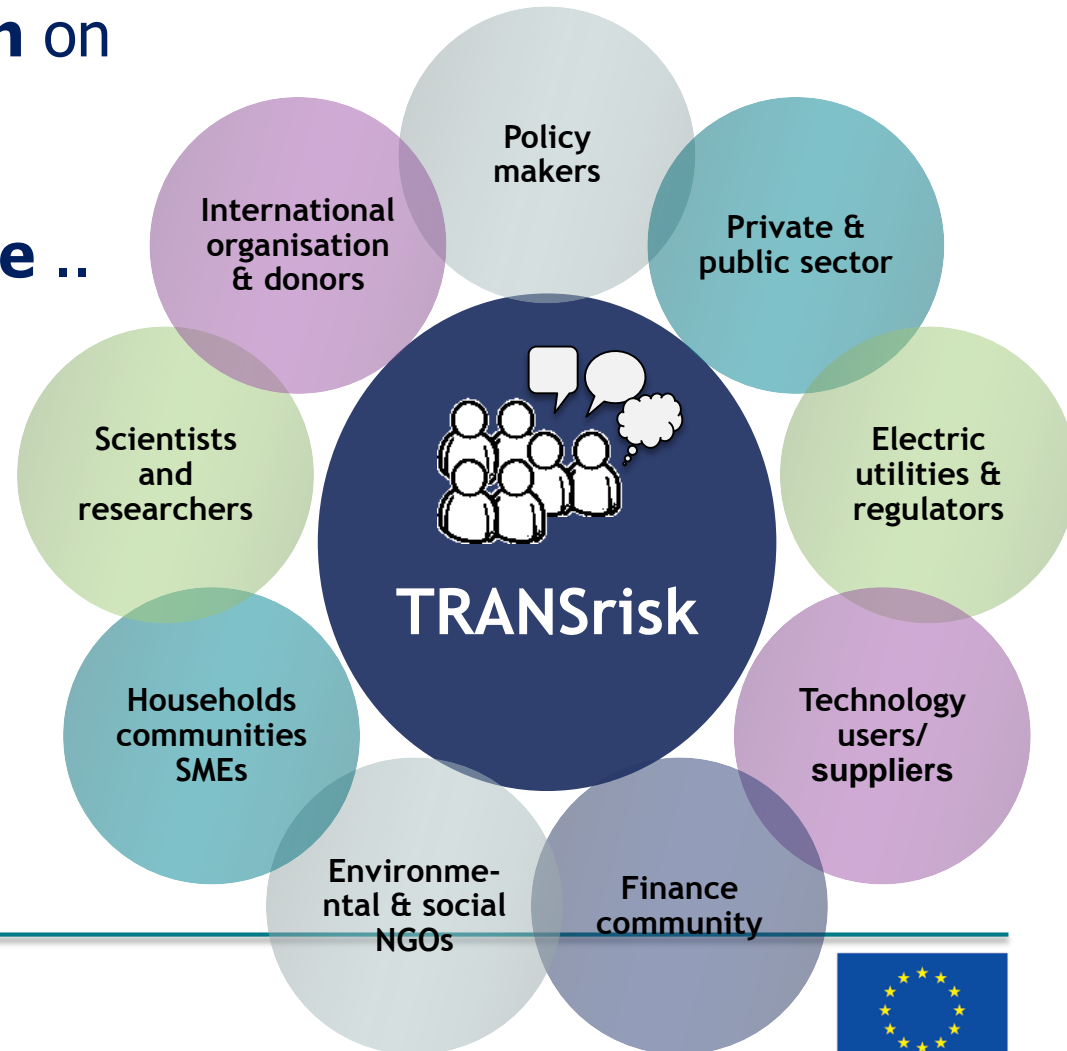 n on
e ..
Policy
makers
International
organisation
& donors
Private &
public sector
Scientists
and
researchers
Electric
utilities &
regulators
TRANSrisk
Households
communities
SMEs
Technology
users/
suppliers
Environme-
ntal & social
NGOs
Finance
community